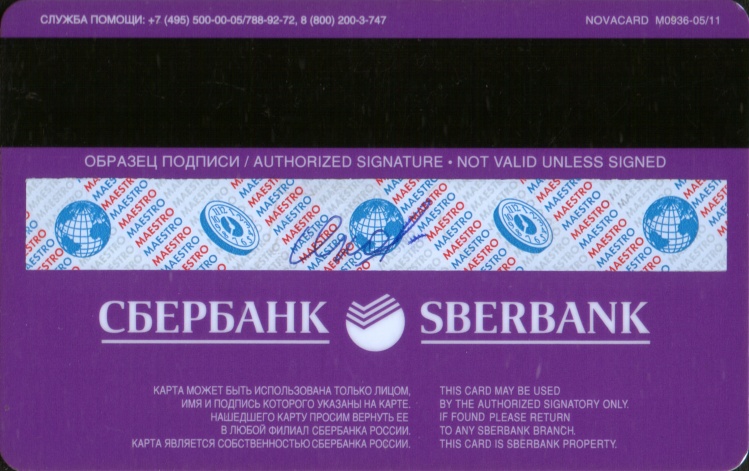 СЛУЖБА ПОМОЩИ: +7 (495) 500-00-05/788-92-72, 8 (800) 200-3-747
NOVACARD M0936-05/11
ОБРАЗЕЦ ПОДПИСИ / AUTHORIZED SIGNATURE • NOT VALID UNLESS SIGNED
MAESTRO
СБЕРБАНК SBERBANK
КАРТА МОЖЕТ БЫТЬ ИСПОЛЬЗОВАНА ТОЛЬКО ЛИЦОМ,
ИМЯ И ПОДПИСЬ КОТОРОГО УКАЗАНЫ НА КАРТЕ.
НАШЕДШЕГО КАРТУ ПРОСИМ ВЕРНУТЬ ЕЕ
В ЛЮБОЙ ФИЛИАЛ СБЕРБАНКА РОССИИ.
КАРТА ЯВЛЯЕТСЯ СОБСТВЕННОСТЬЮ СБЕРБАНКА РОССИИ.
THIS CARD MAY BE USED
BY THE AUTHORIZED SIGNATORY ONLY.
IF FOUND PLEASE RETURN
TO ANY SBERBANK BRANCH.
THIS CARD IS SBERBANK PROPERTY.